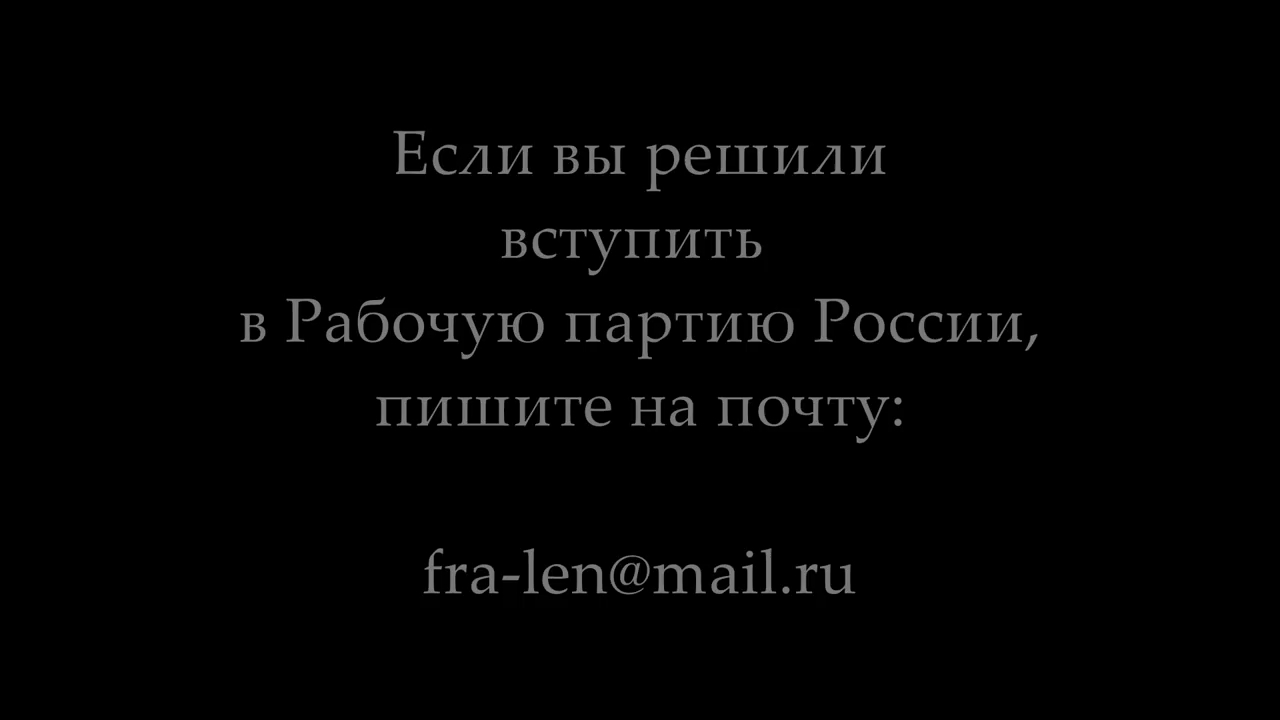 Если вы решили
вступить
в Рабочую партию России,
пишите на почту:
fra-len@mail.ru